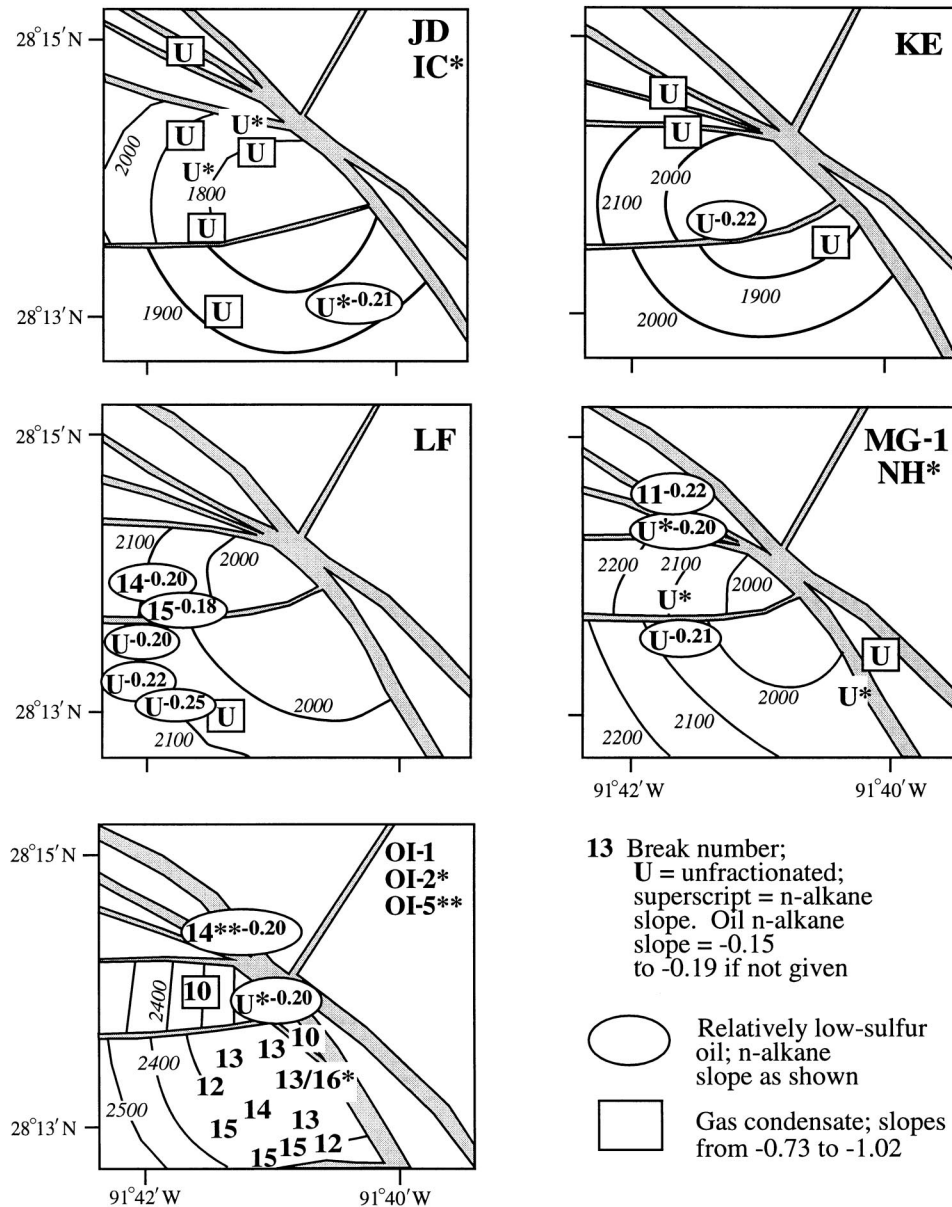 28°15′N
JD
IC*
U
U*
U
U
2000
U*
1800
U
28°13′N
1900
U
U*-0.21
KE
U
U
2000
2100
U-0.22
U
1900
2000
28°15′N
LF
2100
2000
14-0.20
15-0.18
U-0.20
U-0.22
U-0.25
U
2000
28°13′N
2100
MG-1
NH*
11-0.22
U*-0.20
2200
2100
2000
U*
U-0.21
U
U*
2000
2100
2200
91°42′W
91°40′W
28°15′N
OI-1
OI-2*
OI-5**
14**-0.20
2400
10
U*-0.20
10
13
13
2400
12
13/16*
2500
14
13
28°13′N
15
15
12
15
91°42′W
91°40′W
13 Break number;
U = unfractionated;
superscript = n-alkane
slope. Oil n-alkane
slope = -0.15
to -0.19 if not given
Relatively low-sulfur
oil; n-alkane
slope as shown
Gas condensate; slopes
from -0.73 to -1.02